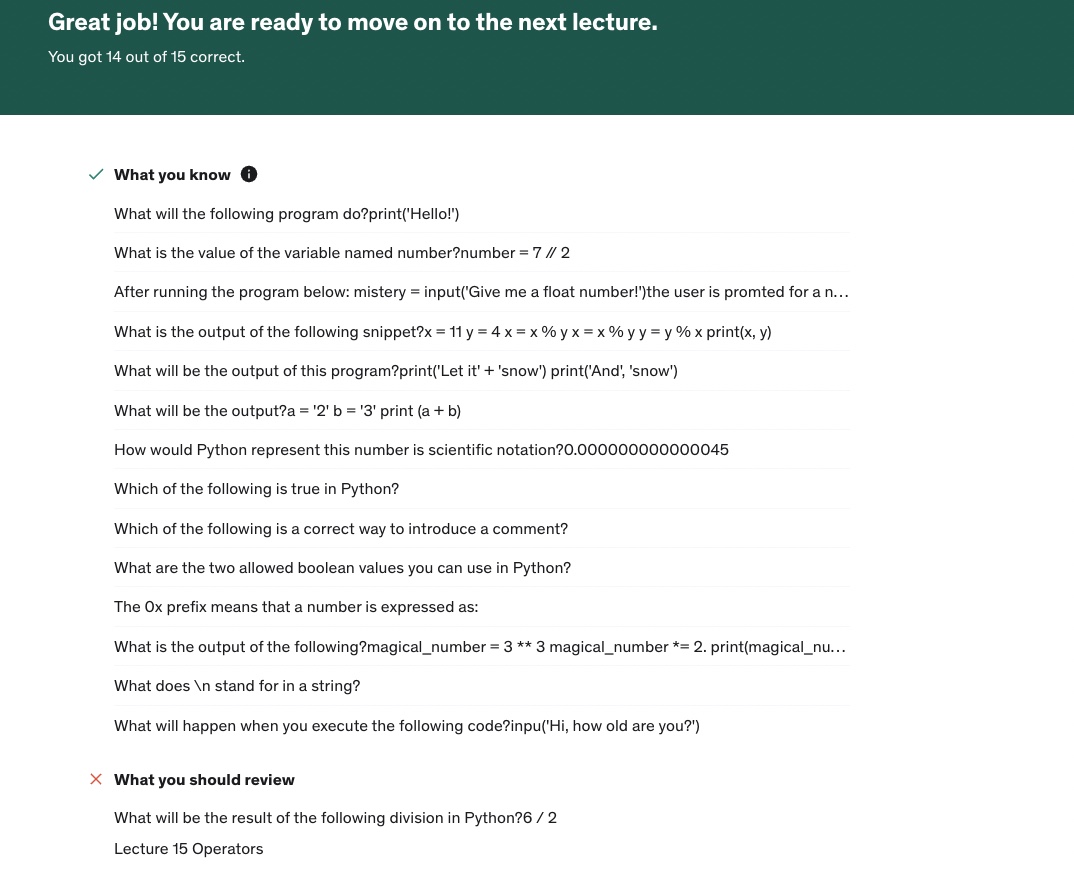 Great job! You are ready to move on to the next lecture.
You got 14 out of 15 correct.
What you know
What will the following program do?print('Hello!')
What is the value of the variable named number?number = 7 // 2
After running the program below: mistery = input('Give me a float number!')the user is promted for a n...
What is the output of the following snippet?x = 11 y = 4 x = x % y x = x % y y = y % x print(x, y)
What will be the output of this program?print('Let it' + 'snow') print('And', 'snow')
What will be the output?a = '2' b = '3' print (a + b)
How would Python represent this number is scientific notation?0.000000000000045
Which of the following is true in Python?
Which of the following is a correct way to introduce a comment?
What are the two allowed boolean values you can use in Python?
The 0x prefix means that a number is expressed as:
What is the output of the following?magical_number = 3 ** 3 magical_number *= 2. print(magical_nu...
What does \n stand for in a string?
What will happen when you execute the following code?inpu('Hi, how old are you?')
What you should review
What will be the result of the following division in Python?6 / 2
Lecture 15 Operators